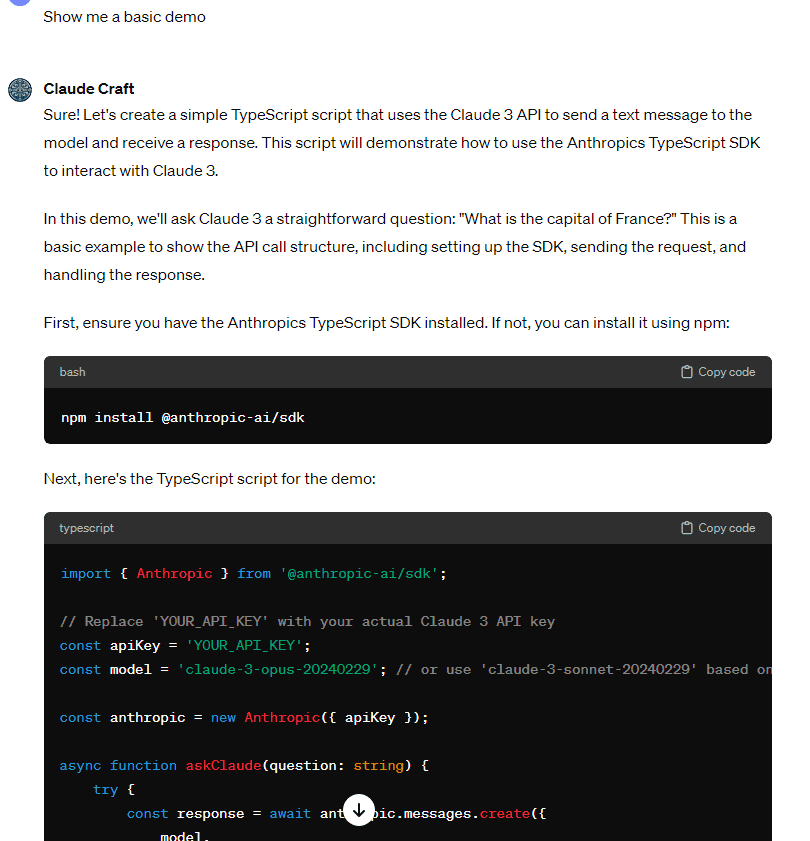 Show me a basic demo
Claude Craft
Sure! Let's create a simple TypeScript script that uses the Claude 3 API to send a text message to the
model and receive a response. This script will demonstrate how to use the Anthropics TypeScript SDK
to interact with Claude 3.
In this demo, we'll ask Claude 3 a straightforward question: "What is the capital of France?" This is a
basic example to show the API call structure, including setting up the SDK, sending the request, and
handling the response.
First, ensure you have the Anthropics TypeScript SDK installed. If not, you can install it using npm:
bash Copy code
npm install @anthropic-ai/sdk
Next, here's the TypeScript script for the demo:
typescript Copy code
import { Anthropic } from '@anthropic-ai/sdk';
// Replace 'YOUR_API_KEY' with your actual Claude 3 API key
const apiKey = 'YOUR_API_KEY';
const model = 'claude-3-opus-20240229'; // or use 'claude-3-sonnet-20240229' based on
const anthropic = new Anthropic({ apiKey });
async function askClaude(question: string) {
try {
const response = await ant pic.messages.create({
model,